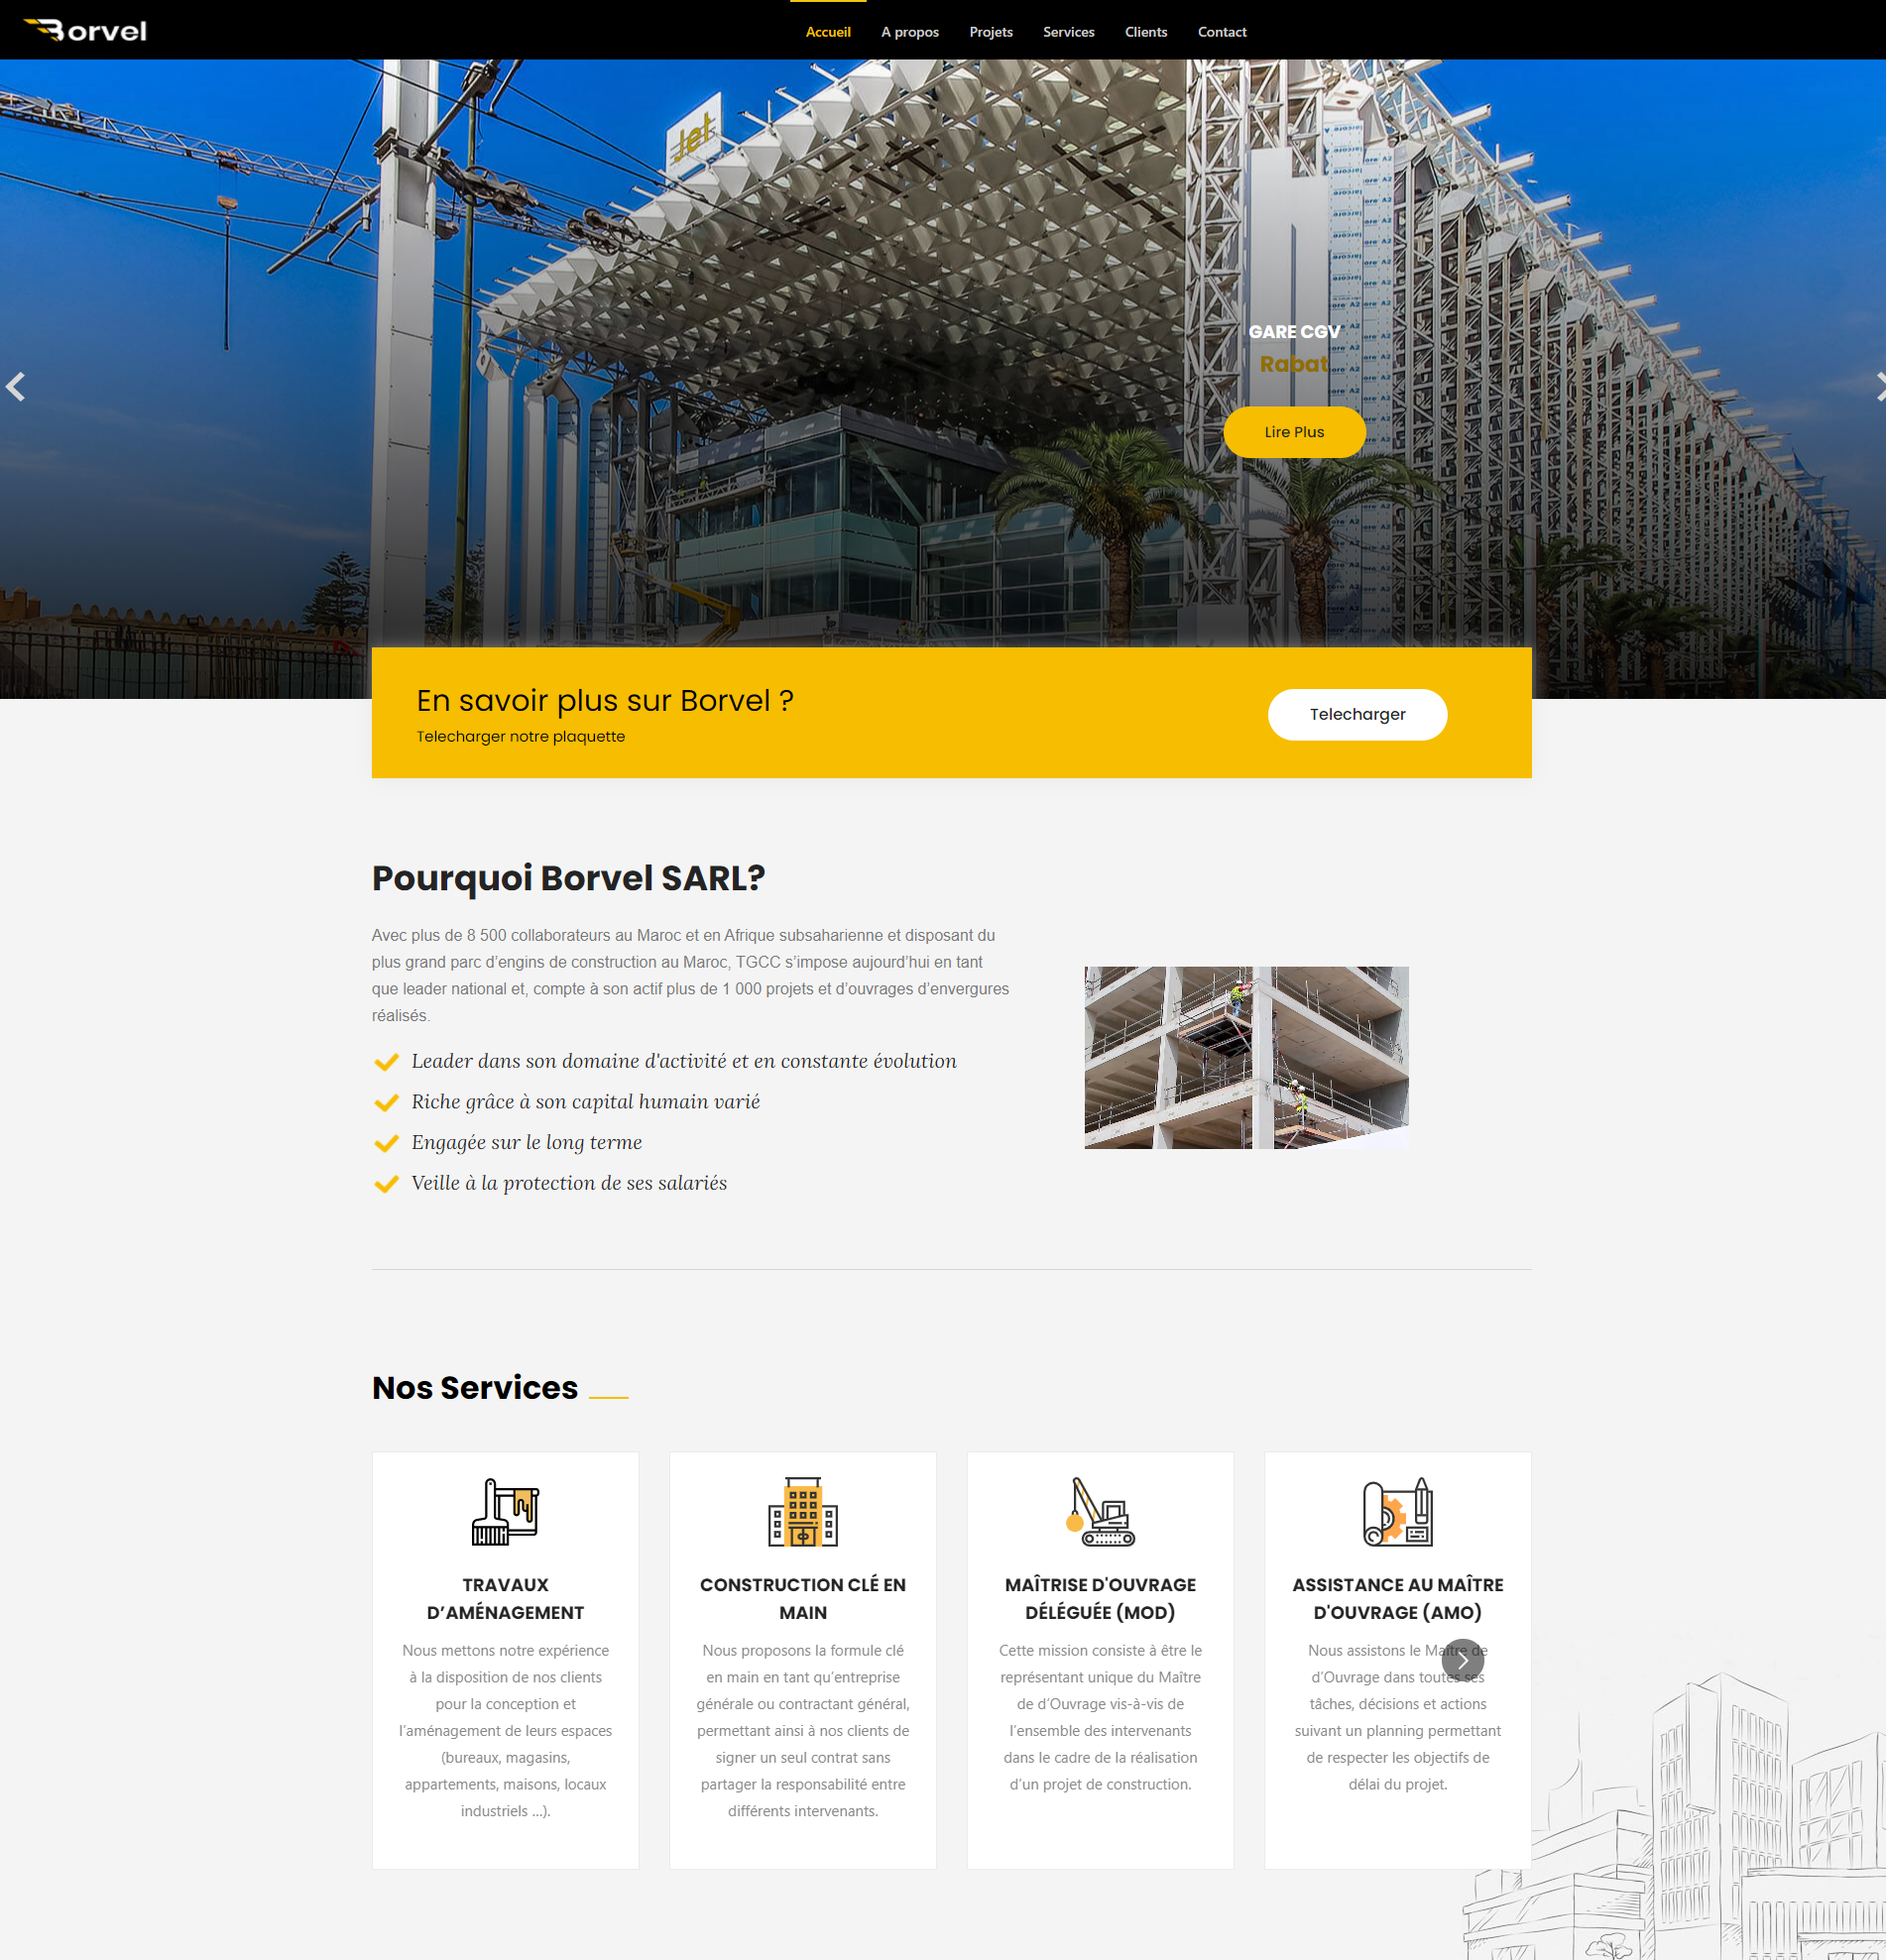 Borvel
Accueil A propos Projets Services Clients Contact
Jet
GARE CGV
Rabat
Lire Plus
En savoir plus sur Borvel ?
Telecharger notre plaquette
Telecharger
Pourquoi Borvel SARL?
Avec plus de 8 500 collaborateurs au Maroc et en Afrique subsaharienne et disposant du
plus grand parc d’engins de construction au Maroc, TGCC s’impose aujourd’hui en tant
que leader national et, compte à son actif plus de 1 000 projets et d’ouvrages d’envergures
réalisés.
Leader dans son domaine d'activité et en constante évolution
Riche grâce à son capital humain varié
Engagée sur le long terme
Veille à la protection de ses salariés
Nos Services
TRAVAUX
D’AMÉNAGEMENT
Nous mettons notre expérience
à la disposition de nos clients
pour la conception et
l’aménagement de leurs espaces
(bureaux, magasins,
appartements, maisons, locaux
industriels …).
CONSTRUCTION CLÉ EN
MAIN
Nous proposons la formule clé
en main en tant qu’entreprise
générale ou contractant général,
permettant ainsi à nos clients de
signer un seul contrat sans
partager la responsabilité entre
différents intervenants.
MAÎTRISE D'OUVRAGE
DÉLÉGUÉE (MOD)
Cette mission consiste à être le
représentant unique du Maître
de d’Ouvrage vis-à-vis de
l’ensemble des intervenants
dans le cadre de la réalisation
d’un projet de construction.
ASSISTANCE AU MAÎTRE
D'OUVRAGE (AMO)
Nous assistons le Maître de
d’Ouvrage dans toutes ses
tâches, décisions et actions
suivant un planning permettant
de respecter les objectifs de
délai du projet.